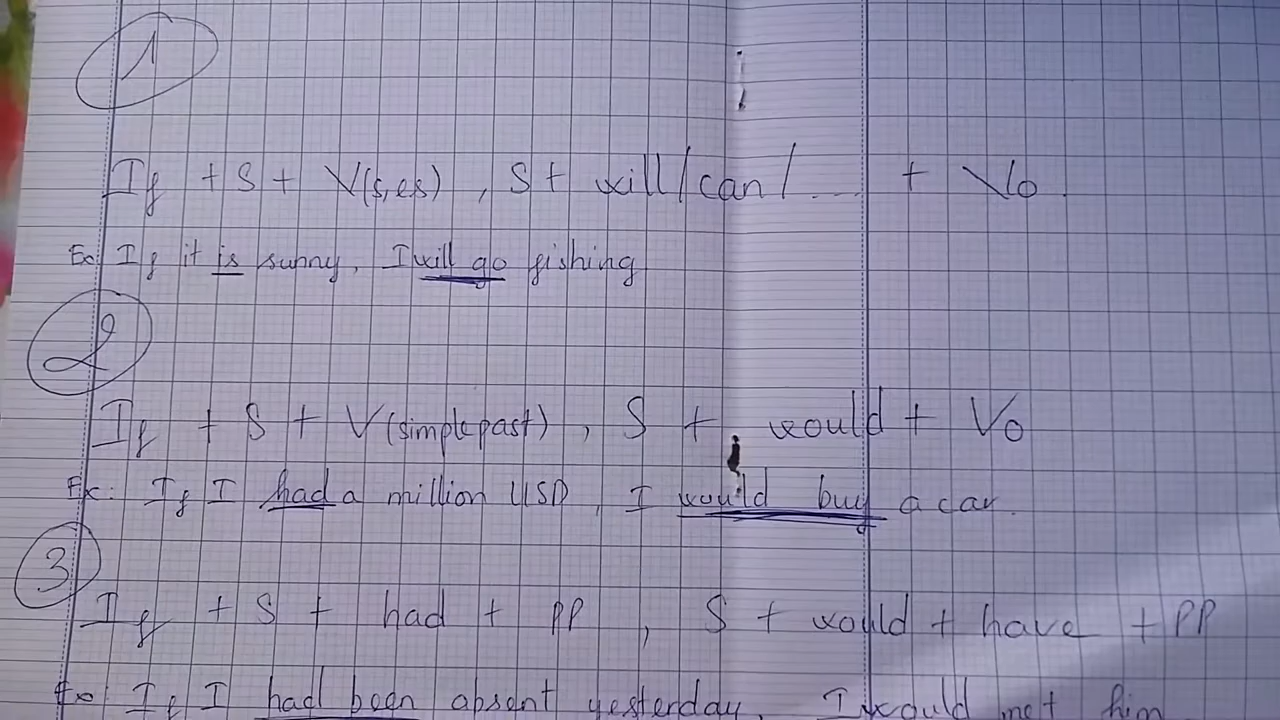 1
If + S + V(s,es), S + will/can/... + Vo.
Ex: If it is sunny, I will go fishing
2
If + S + V(simple past), S + would + Vo
Ex: If I had a million USD, I would buy a car.
3
If + S + had + PP, S + would + have + PP
Ex: If I had been absent yesterday, I would met him